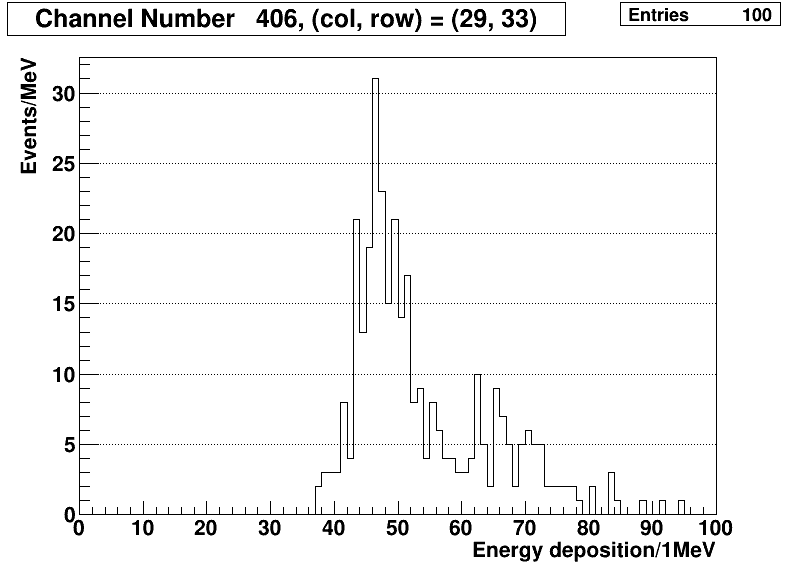 Channel Number 406, (col, row) = (29, 33)
Entries 100
Events/MeV
30
25
20
15
10
5
0
0 10 20 30 40 50 60 70 80 90 100
Energy deposition/1MeV